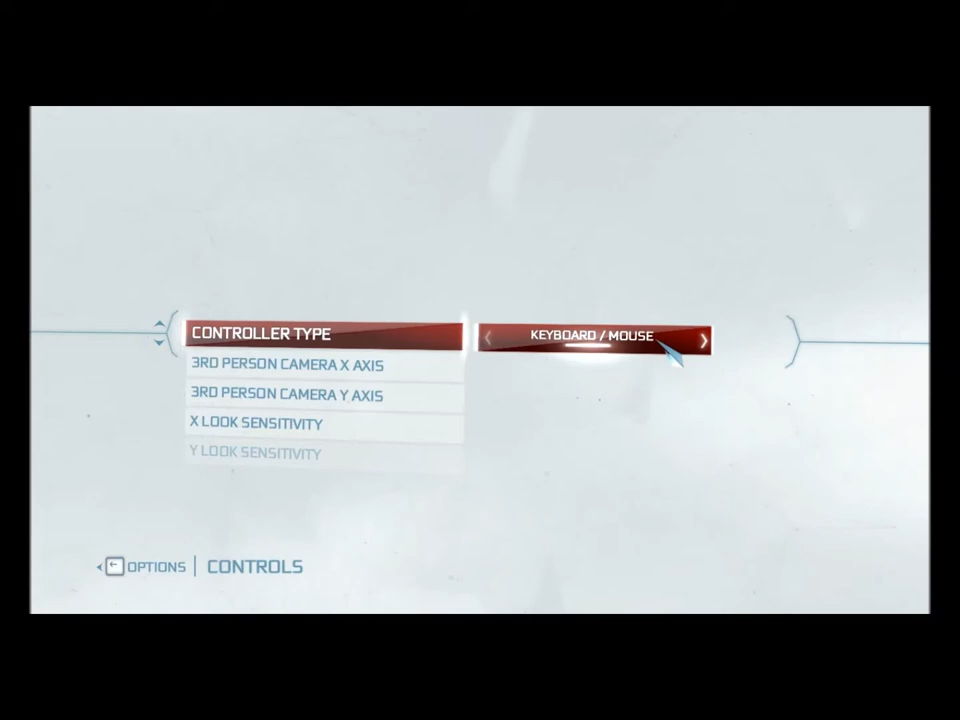 CONTROLLER TYPE
KEYBOARD / MOUSE
3RD PERSON CAMERA X AXIS
3RD PERSON CAMERA Y AXIS
X LOOK SENSITIVITY
Y LOOK SENSITIVITY
OPTIONS | CONTROLS